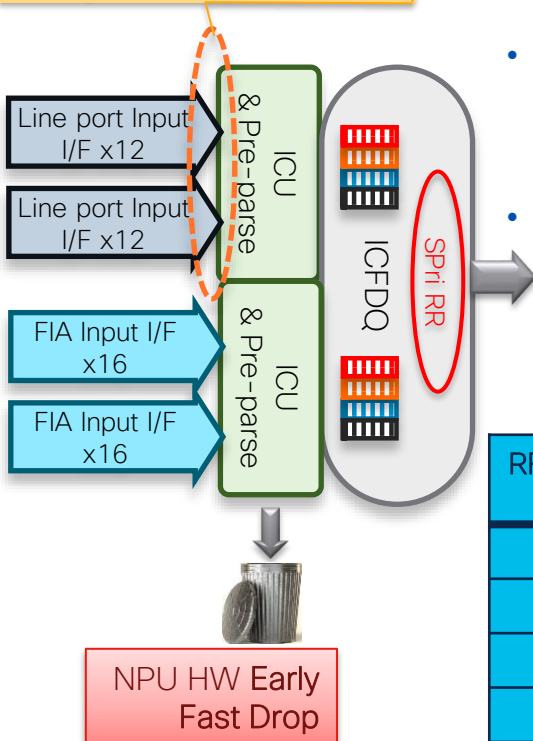 Line port Input
I/F x12
Line port Input
I/F x12
FIA Input I/F
x16
FIA Input I/F
x16
ICU
& Pre-parse
ICU
& Pre-parse
ICFDQ
SPri RR
NPU HW Early
Fast Drop